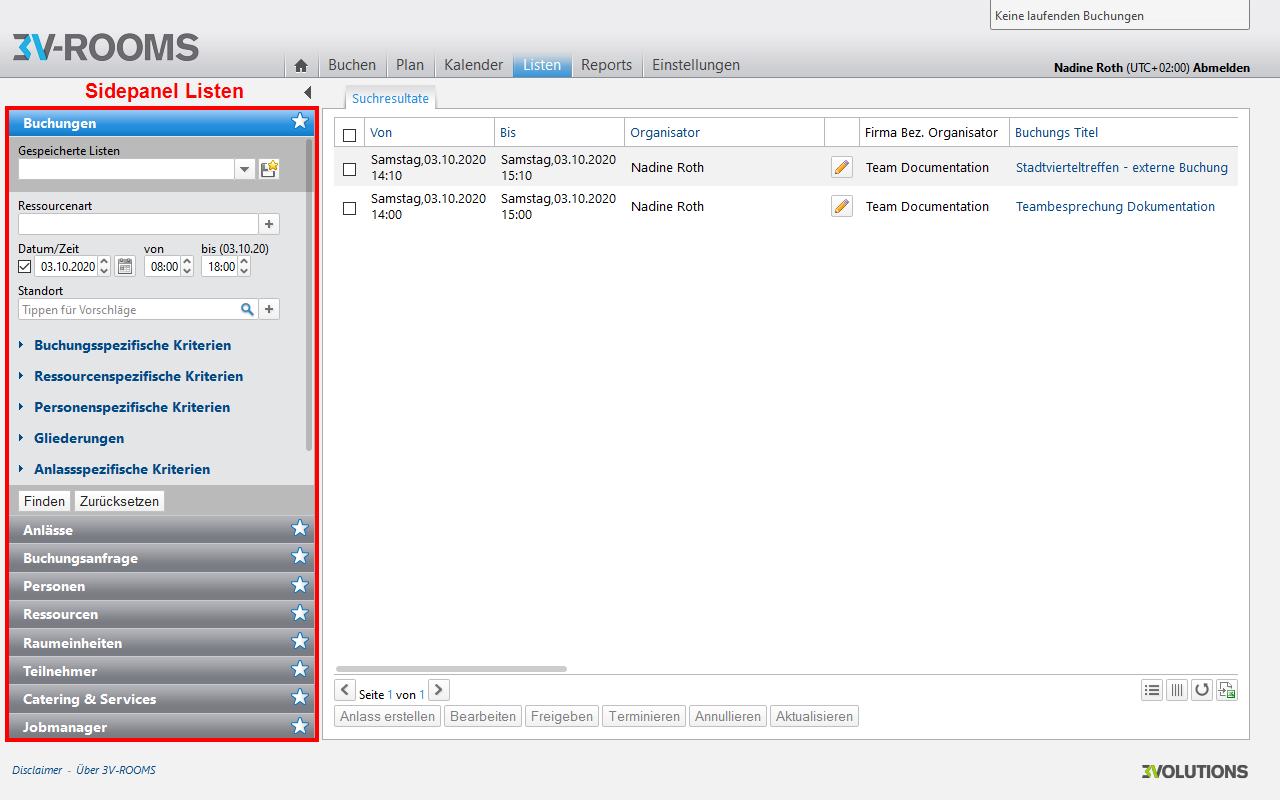 Keine laufenden Buchungen
3V-ROOMS
Buchen
Plan
Kalender
Listen
Reports
Einstellungen
Nadine Roth (UTC+02:00) Abmelden
Sidepanel Listen
Buchungen
Gespeicherte Listen
Ressourcenart
+
Datum/Zeit von bis (03.10.20)
03.10.2020 08:00 18:00
Standort
Tippen für Vorschläge +
Buchungsspezifische Kriterien
Ressourcenspezifische Kriterien
Personenspezifische Kriterien
Gliederungen
Anlassspezifische Kriterien
Finden Zurücksetzen
Anlässe
Buchungsanfrage
Personen
Ressourcen
Raumeinheiten
Teilnehmer
Catering & Services
Jobmanager
Suchresultate
Von Bis Organisator Firma Bez. Organisator Buchungs Titel
Samstag,03.10.2020 Samstag,03.10.2020
14:10 15:10 Nadine Roth Team Documentation Stadtvierteltreffen - externe Buchung
Samstag,03.10.2020 Samstag,03.10.2020
14:00 15:00 Nadine Roth Team Documentation Teambesprechung Dokumentation
Seite 1 von 1
Anlass erstellen Bearbeiten Freigeben Terminieren Annullieren Aktualisieren
Disclaimer - Über 3V-ROOMS
3VOLUTIONS